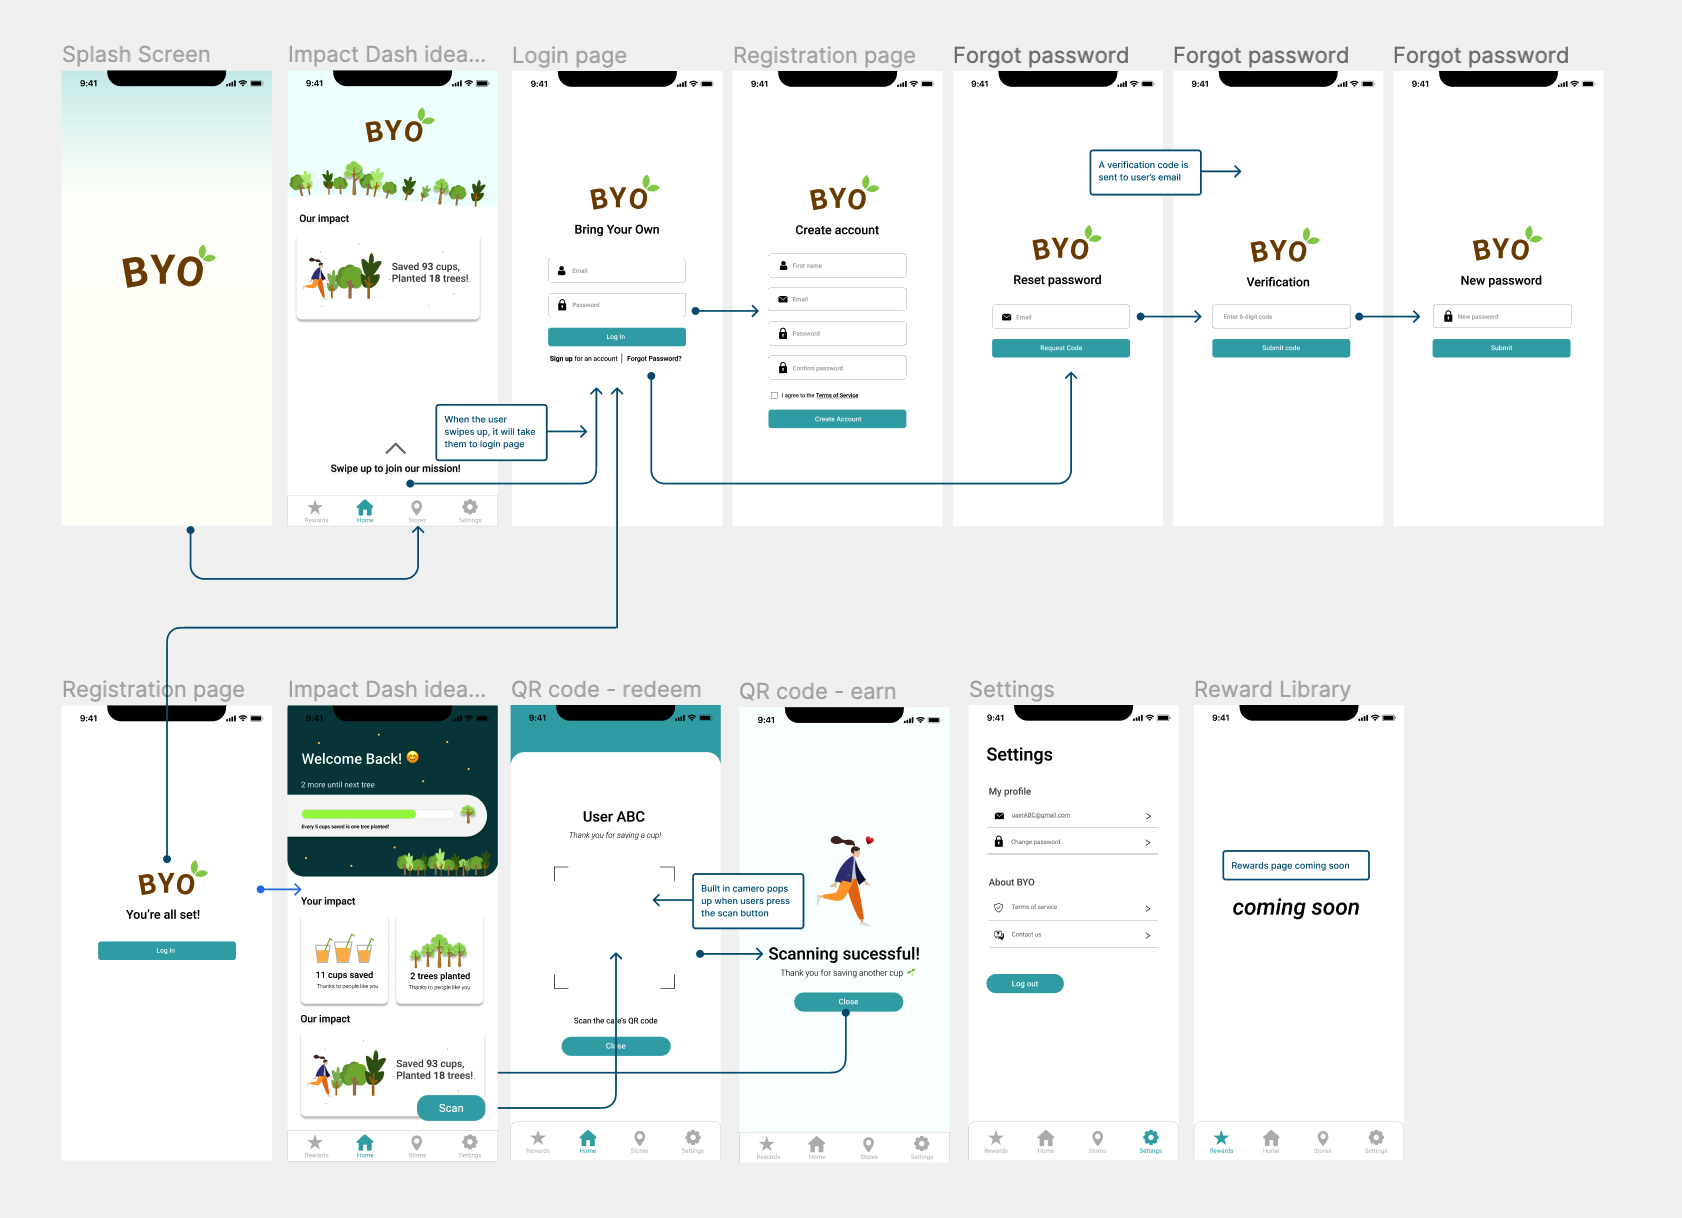 Splash Screen
9:41
BYO
Impact Dash idea...
9:41
BYO
Our impact
Saved 93 cups,
Planted 18 trees!
Swipe up to join our mission!
Rewards
Home
Stores
Settings
When the user
swipes up, it will take
them to login page
Login page
9:41
BYO
Bring Your Own
Email
Password
Log In
Sign up for an account | Forgot Password?
Registration page
9:41
BYO
Create account
First name
Email
Password
Confirm password
I agree to the Terms of Service
Create Account
Forgot password
9:41
BYO
Reset password
Email
Request Code
A verification code is
sent to user's email
Forgot password
9:41
BYO
Verification
Enter 6-digit code
Submit code
Forgot password
9:41
BYO
New password
New password
Submit
Registration page
9:41
BYO
You're all set!
Log In
Impact Dash idea...
9:41
Welcome Back! 😊
2 more until next tree
Every 5 cups saved is one tree planted!
Your impact
11 cups saved
Thanks to people like you
2 trees planted
Thanks to people like you
Our impact
Saved 93 cups,
Planted 18 trees!
Scan
Rewards
Home
Stores
Settings
QR code - redeem
9:41
User ABC
Thank you for saving a cup!
Scan the cafe's QR code
Close
Rewards
Home
Stores
Settings
Built in camero pops
up when users press
the scan button
QR code - earn
9:41
Scanning sucessful!
Thank you for saving another cup 🌱
Close
Rewards
Home
Stores
Settings
Settings
9:41
Settings
My profile
userABC@gmail.com
Change password
About BYO
Terms of service
Contact us
Log out
Rewards
Home
Stores
Settings
Reward Library
9:41
Rewards page coming soon
coming soon
Rewards
Home
Stores
Settings